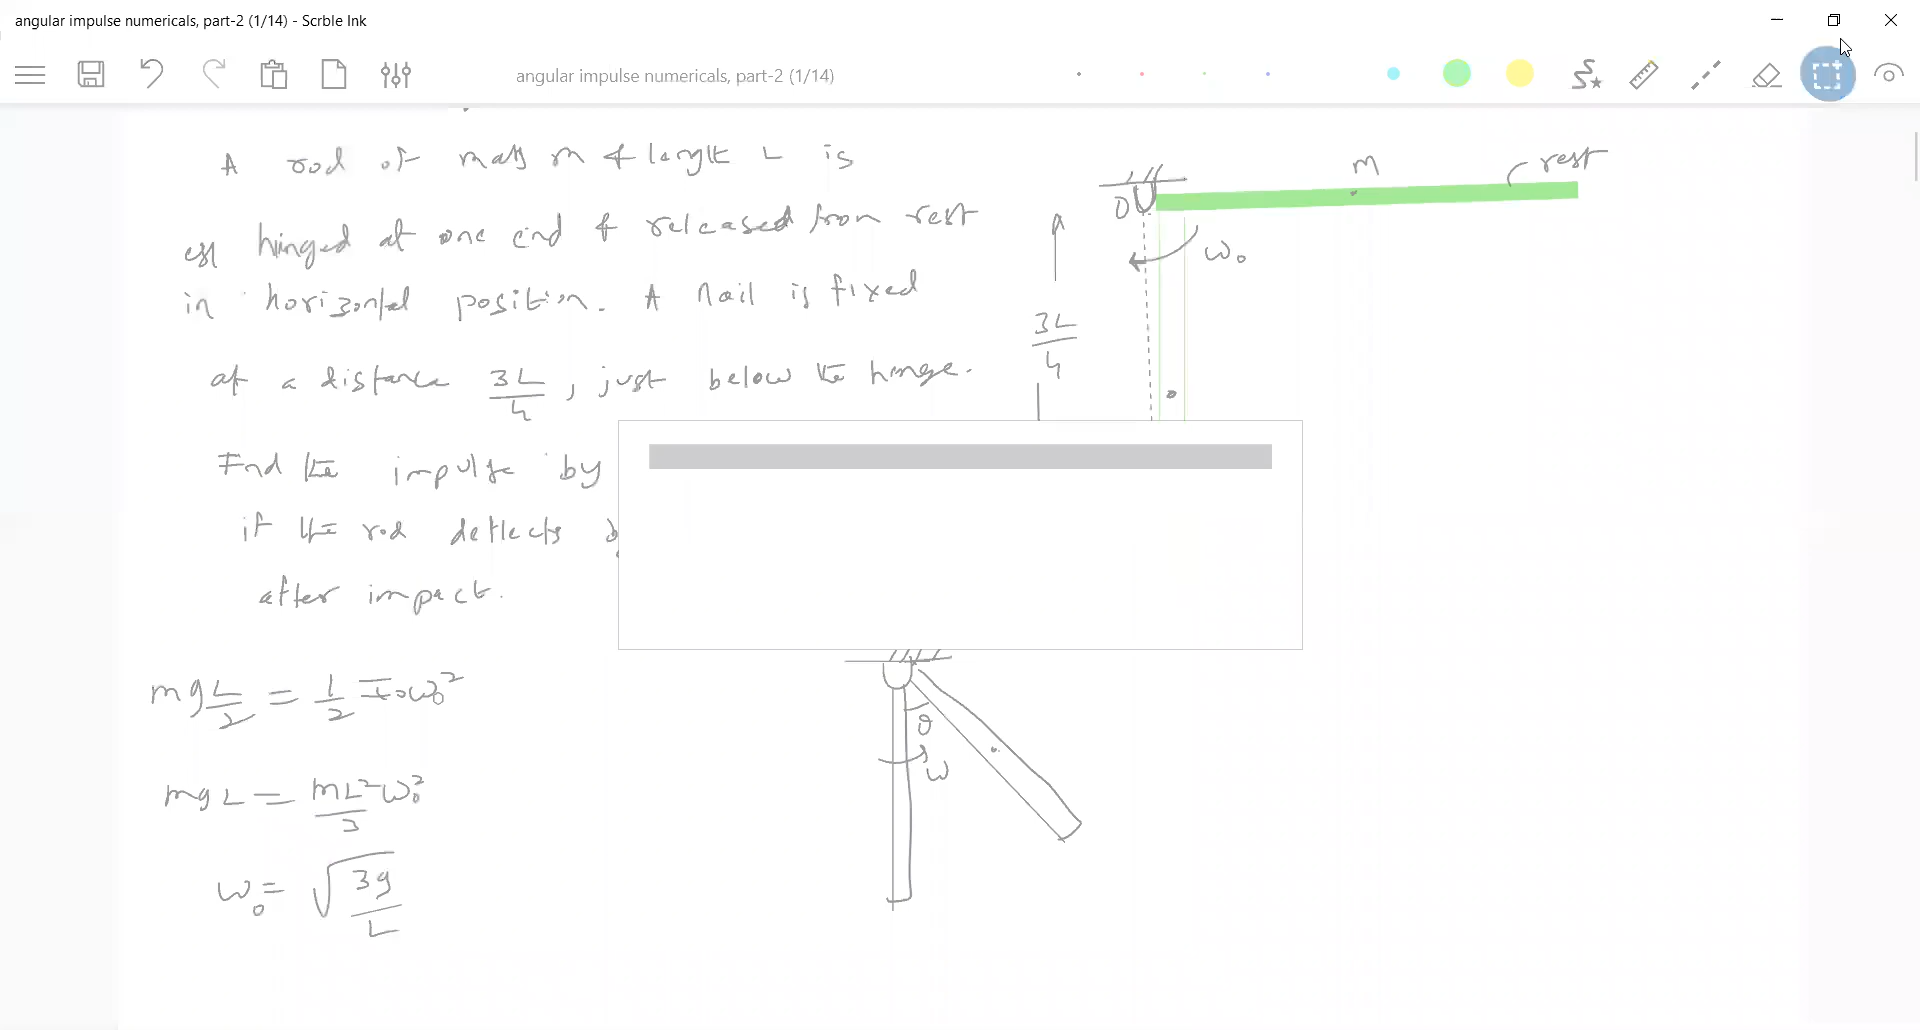 angular impulse numericals, part-2 (1/14) - Scrble Ink
angular impulse numericals, part-2 (1/14)
A rod of mass m & length L is
hinged at one end & released from rest
in horizontal position. A nail is fixed
at a distance 3L/4, just below the hinge.
Find the impulse by
if the rod deflects
after impact.
m
rest
O
ω₀
3L/4
mg L/2 = 1/2 I₀ω₀²
mgL = mL²ω₀²/3
ω₀ = √(3g/L)
θ
ω